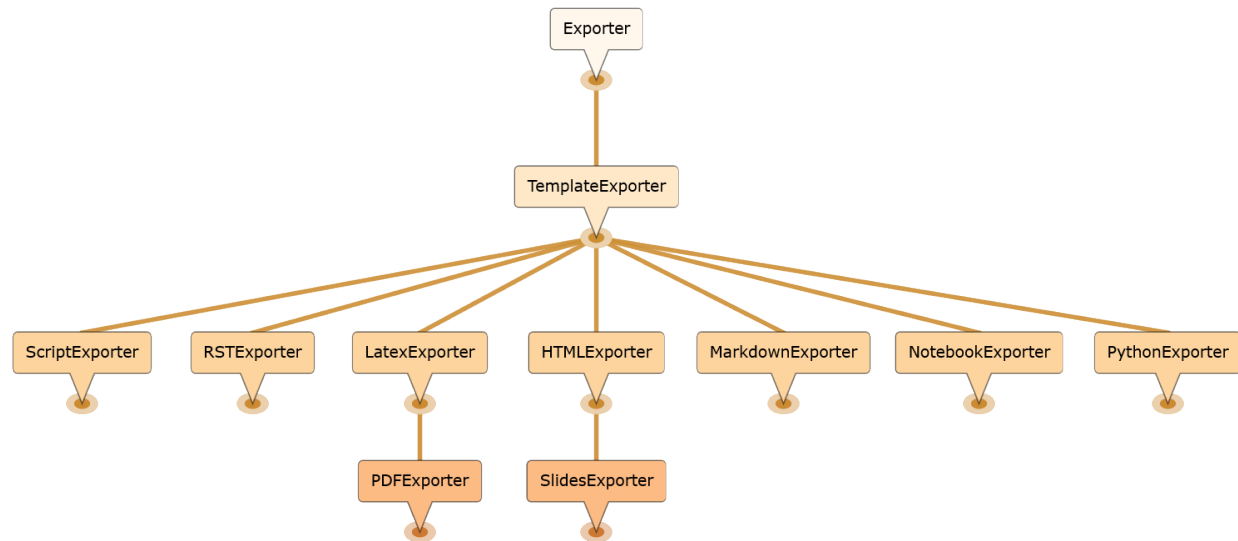 Exporter
TemplateExporter
ScriptExporter
RSTExporter
LatexExporter
HTMLExporter
MarkdownExporter
NotebookExporter
PythonExporter
PDFExporter
SlidesExporter